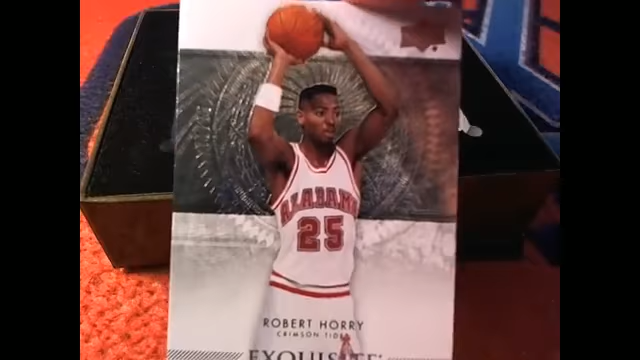 ALABAMA
25
ROBERT HORRY
CRIMSON TIDE
EXQUISITE